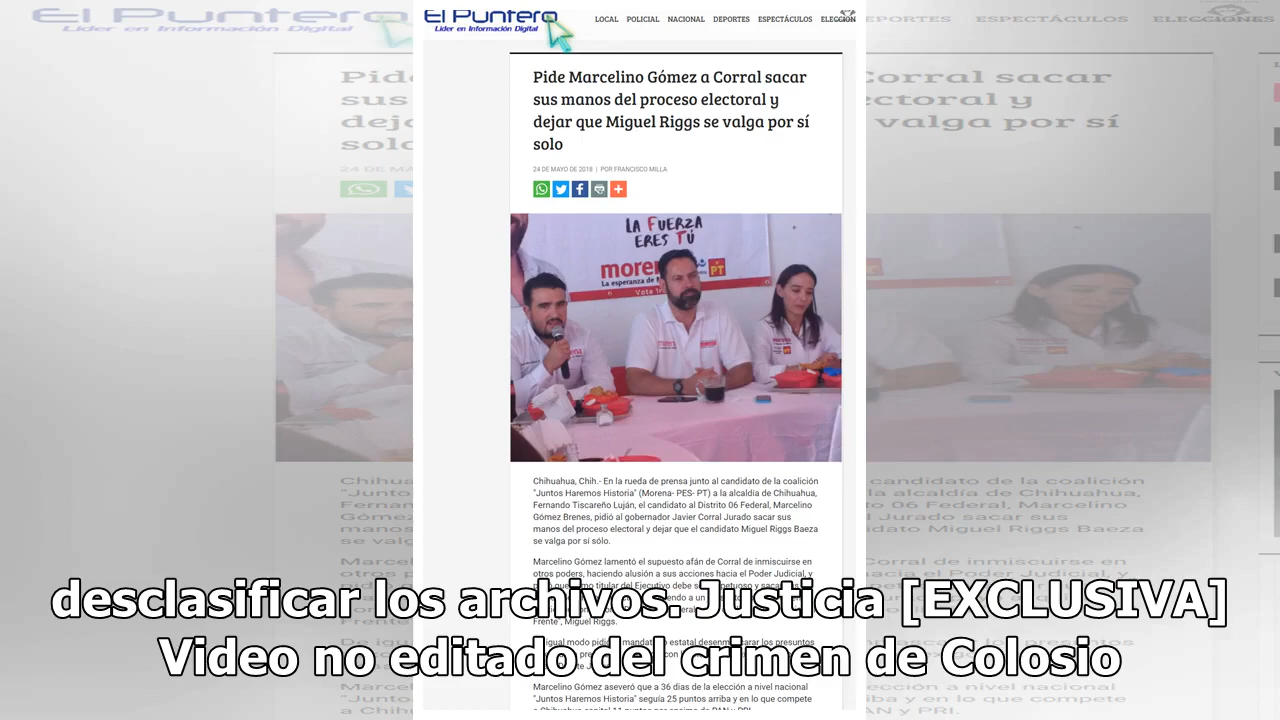 El Puntero
Lider en Información Digital
LOCAL POLICIAL NACIONAL DEPORTES ESPECTÁCULOS ELECCION
Pide Marcelino Gómez a Corral sacar
sus manos del proceso electoral y
dejar que Miguel Riggs se valga por sí
solo
24 DE MAYO DE 2018 | POR FRANCISCO MILLA
LA FUERZA
ERES TÚ
morena
La esperanza de
PT
Chihuahua, Chih.- En la rueda de prensa junto al candidato de la coalición
"Juntos Haremos Historia" (Morena- PES- PT) a la alcaldía de Chihuahua,
Fernando Tiscareño Luján, el candidato al Distrito 06 Federal, Marcelino
Gómez Brenes, pidió al gobernador Javier Corral Jurado sacar sus
manos del proceso electoral y dejar que el candidato Miguel Riggs Baeza
se valga por sí sólo.
Marcelino Gómez lamentó el supuesto afán de Corral de inmiscuirse en
otros poderes, haciendo alusión a sus acciones hacia el Poder Judicial, y
desclasificar los archivos. Justicia [EXCLUSIVA]
Frente", Miguel Riggs.
Video no editado del crimen de Colosio
Marcelino Gómez aseveró que a 36 días de la elección a nivel nacional
"Juntos Haremos Historia" seguía 25 puntos arriba y en lo que compete